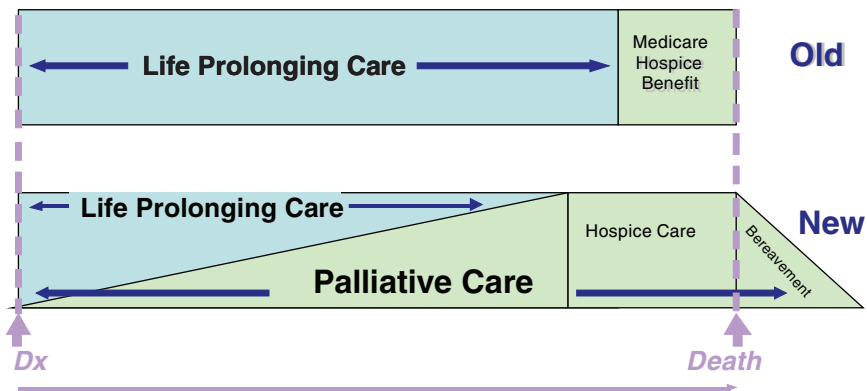 Life Prolonging Care
Medicare
Hospice
Benefit
Old
Life Prolonging Care
Hospice Care
Bereavement
New
Palliative Care
Dx
Death